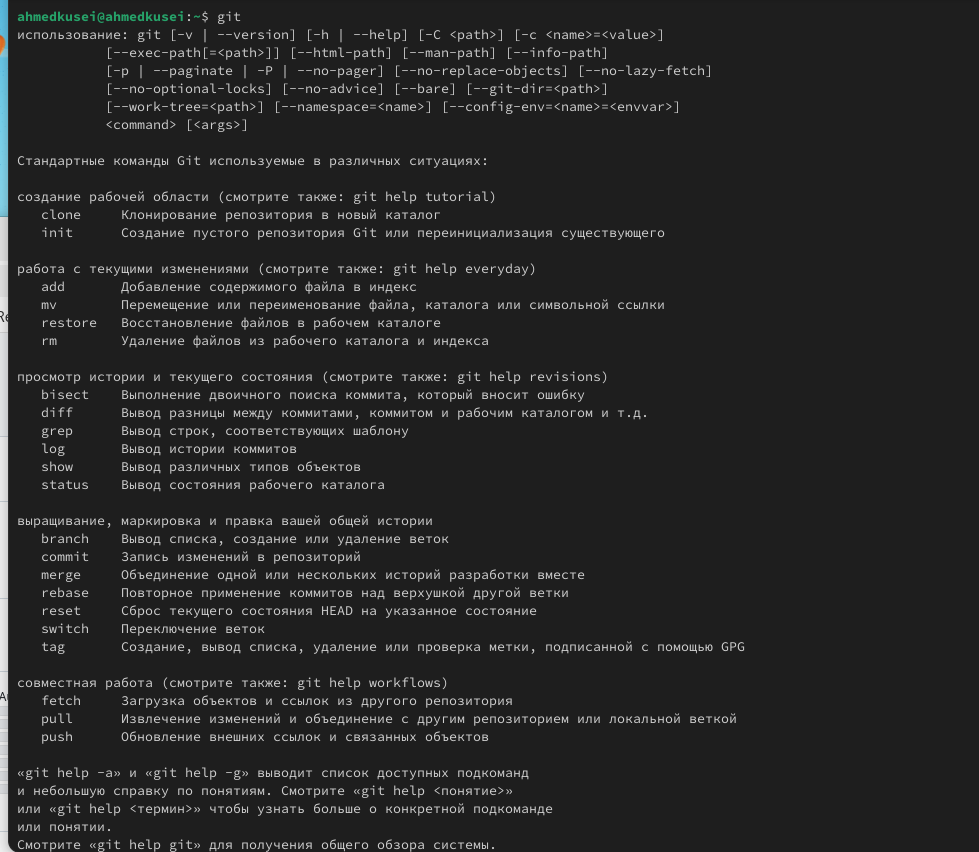 ahmedkusei@ahmedkusei:~$ git
использование: git [-v | --version] [-h | --help] [-C <path>] [-c <name>=<value>]
           [--exec-path[=<path>]] [--html-path] [--man-path] [--info-path]
           [-p | --paginate | -P | --no-pager] [--no-replace-objects] [--no-lazy-fetch]
           [--no-optional-locks] [--no-advice] [--bare] [--git-dir=<path>]
           [--work-tree=<path>] [--namespace=<name>] [--config-env=<name>=<envvar>]
           <command> [<args>]

Стандартные команды Git используемые в различных ситуациях:

создание рабочей области (смотрите также: git help tutorial)
   clone     Клонирование репозитория в новый каталог
   init      Создание пустого репозитория Git или переинициализация существующего

работа с текущими изменениями (смотрите также: git help everyday)
   add       Добавление содержимого файла в индекс
   mv        Перемещение или переименование файла, каталога или символьной ссылки
   restore   Восстановление файлов в рабочем каталоге
   rm        Удаление файлов из рабочего каталога и индекса

просмотр истории и текущего состояния (смотрите также: git help revisions)
   bisect    Выполнение двоичного поиска коммита, который вносит ошибку
   diff      Вывод разницы между коммитами, коммитом и рабочим каталогом и т.д.
   grep      Вывод строк, соответствующих шаблону
   log       Вывод истории коммитов
   show      Вывод различных типов объектов
   status    Вывод состояния рабочего каталога

выращивание, маркировка и правка вашей общей истории
   branch    Вывод списка, создание или удаление веток
   commit    Запись изменений в репозиторий
   merge     Объединение одной или нескольких историй разработки вместе
   rebase    Повторное применение коммитов над верхушкой другой ветки
   reset     Сброс текущего состояния HEAD на указанное состояние
   switch    Переключение веток
   tag       Создание, вывод списка, удаление или проверка метки, подписанной с помощью GPG

совместная работа (смотрите также: git help workflows)
   fetch     Загрузка объектов и ссылок из другого репозитория
   pull      Извлечение изменений и объединение с другим репозиторием или локальной веткой
   push      Обновление внешних ссылок и связанных объектов

«git help -a» и «git help -g» выводит список доступных подкоманд
и небольшую справку по понятиям. Смотрите «git help <понятие>»
или «git help <термин>» чтобы узнать больше о конкретной подкоманде
или понятии.
Смотрите «git help git» для получения общего обзора системы.